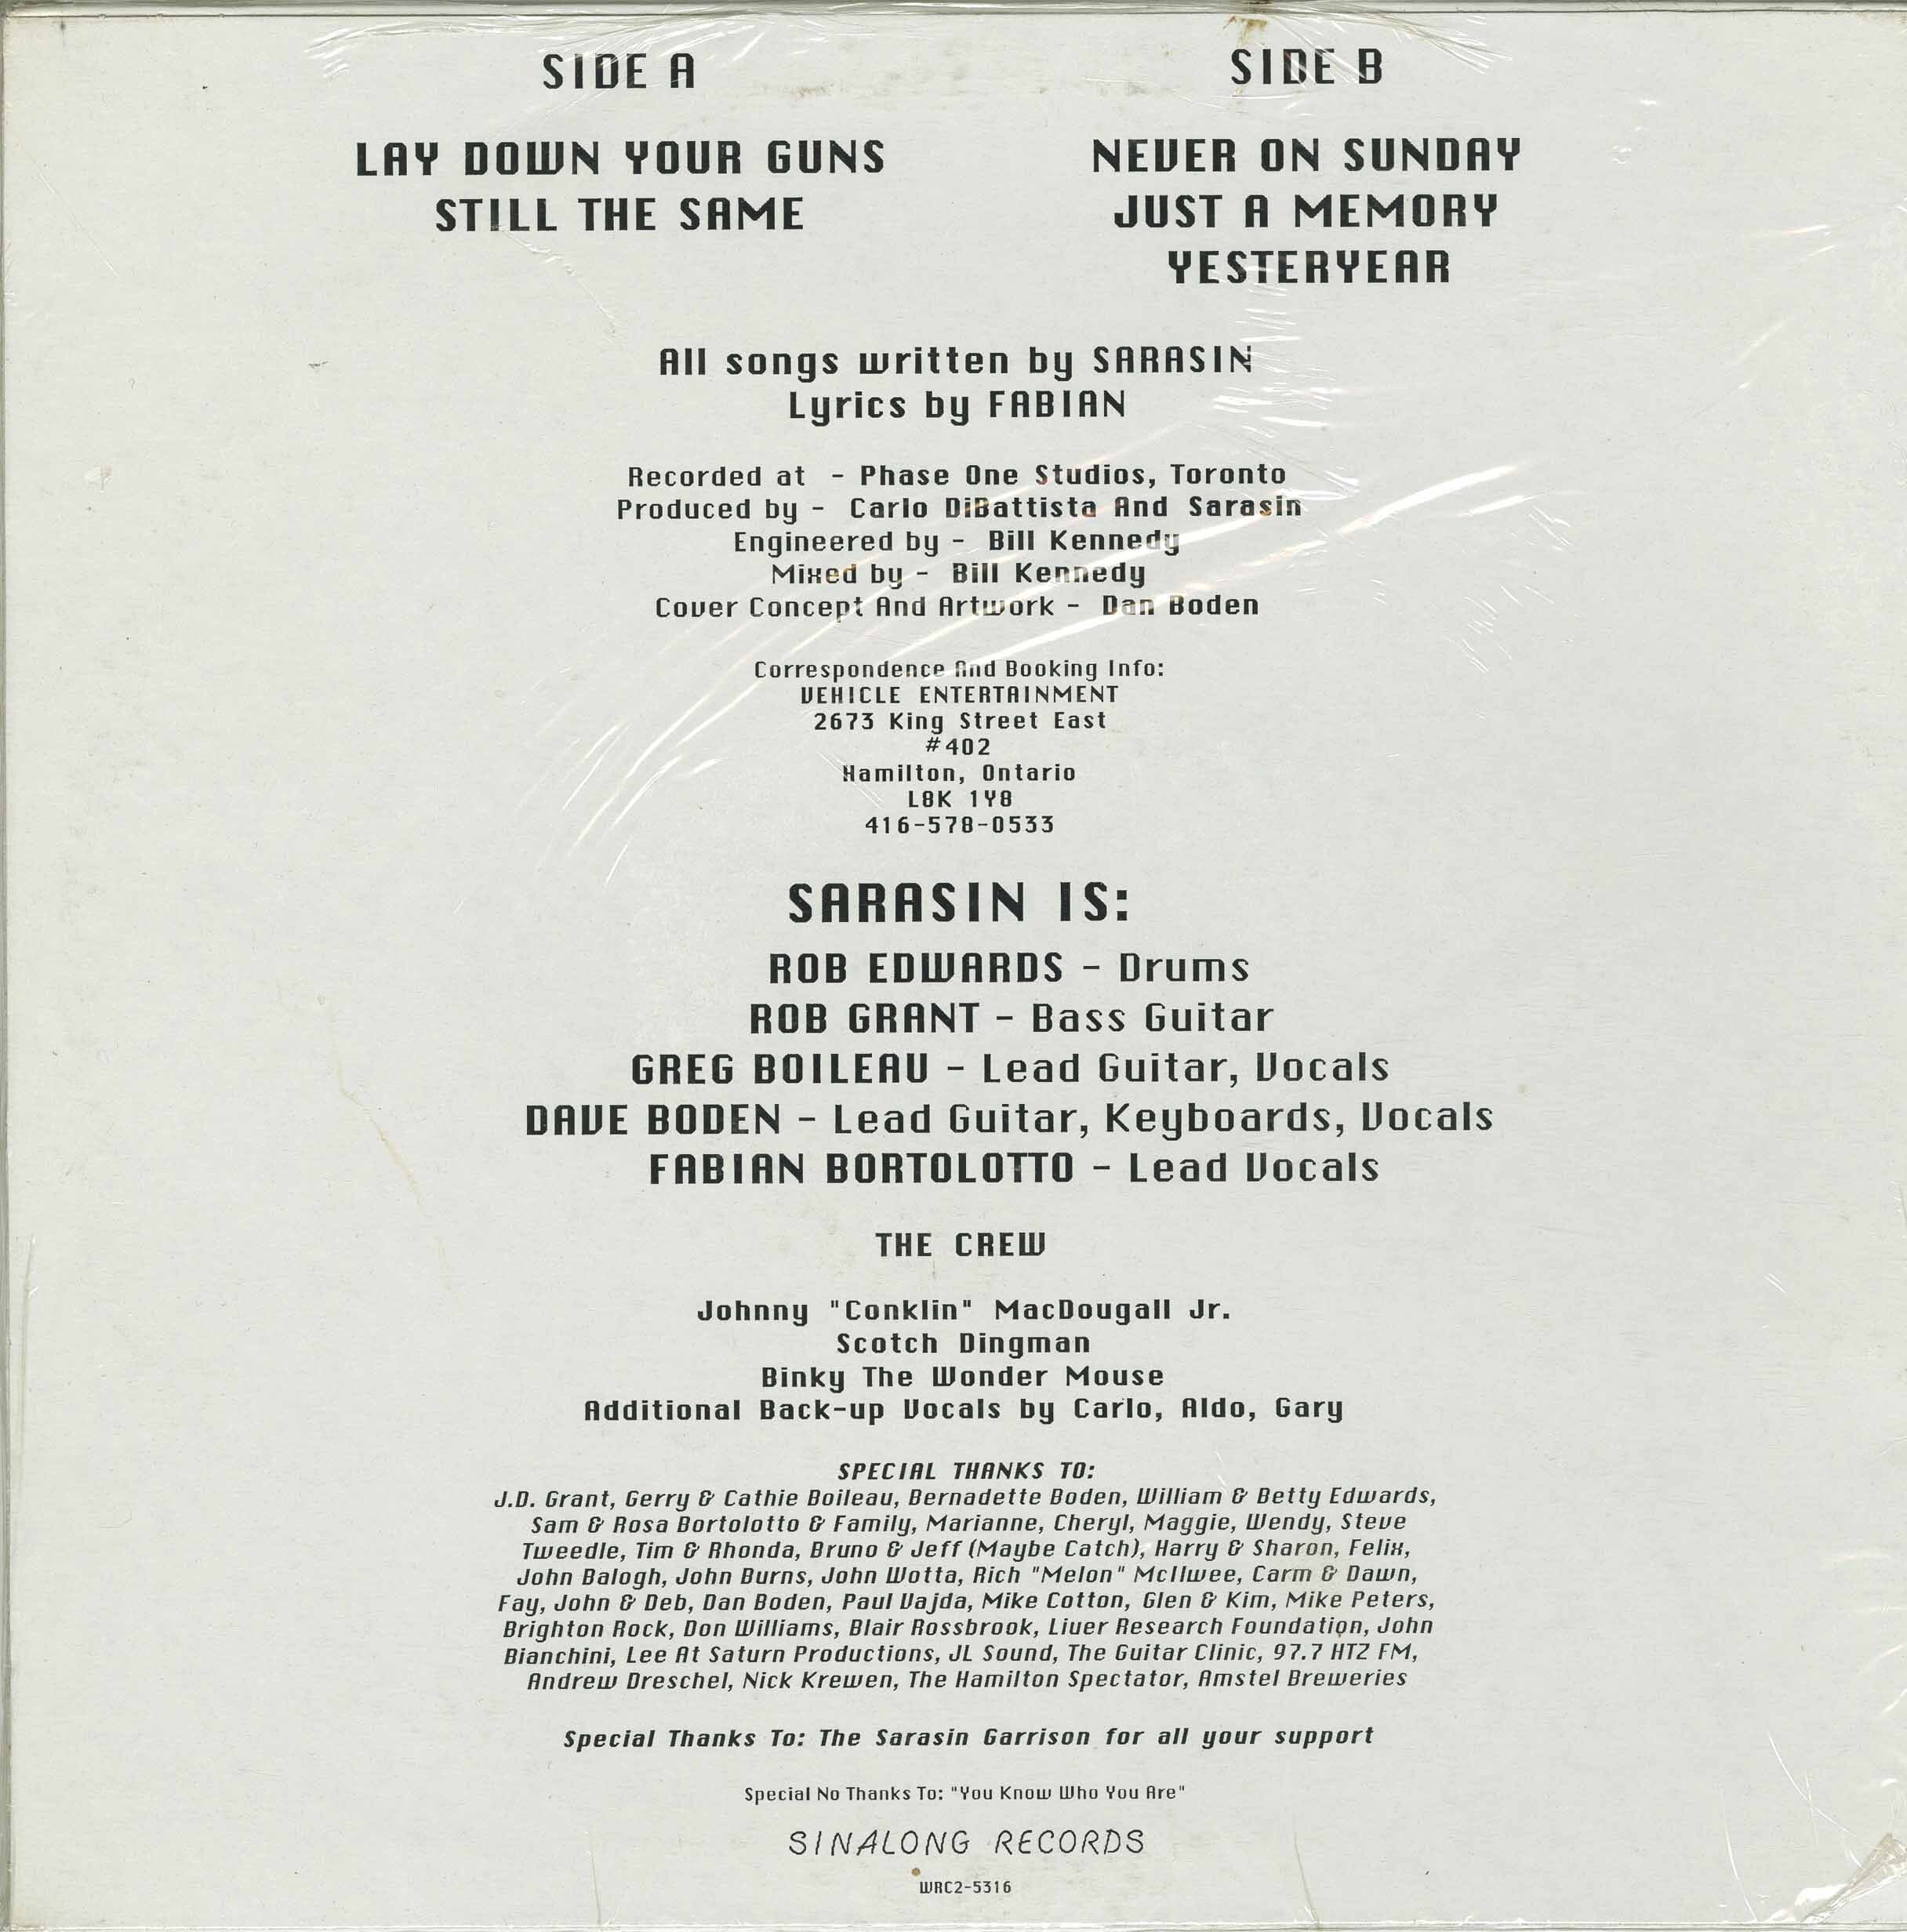 SIDE A
LAY DOWN YOUR GUNS
STILL THE SAME
SIDE B
NEVER ON SUNDAY
JUST A MEMORY
YESTERYEAR
All songs written by SARASIN
Lyrics by FABIAN
Recorded at - Phase One Studios, Toronto
Produced by - Carlo DiBattista And Sarasin
Engineered by - Bill Kennedy
Mixed by - Bill Kennedy
Cover Concept And Artwork - Dan Boden
Correspondence And Booking Info:
VEHICLE ENTERTAINMENT
2673 King Street East
#402
Hamilton, Ontario
L8K 1Y8
416-578-0533
SARASIN IS:
ROB EDWARDS - Drums
ROB GRANT - Bass Guitar
GREG BOILEAU - Lead Guitar, Vocals
DAVE BODEN - Lead Guitar, Keyboards, Vocals
FABIAN BORTOLOTTO - Lead Vocals
THE CREW
Johnny "Conklin" MacDougall Jr.
Scotch Dingman
Binky The Wonder Mouse
Additional Back-up Vocals by Carlo, Aldo, Gary
SPECIAL THANKS TO:
J.D. Grant, Gerry & Cathie Boileau, Bernadette Boden, William & Betty Edwards,
Sam & Rosa Bortolotto & Family, Marianne, Cheryl, Maggie, Wendy, Steve
Tweedle, Tim & Rhonda, Bruno & Jeff (Maybe Catch), Harry & Sharon, Felix,
John Balogh, John Burns, John Wotta, Rich "Melon" McIlwee, Carm & Dawn,
Fay, John & Deb, Dan Boden, Paul Vajda, Mike Cotton, Glen & Kim, Mike Peters,
Brighton Rock, Don Williams, Blair Rossbrook, Liver Research Foundation, John
Bianchini, Lee At Saturn Productions, JL Sound, The Guitar Clinic, 97.7 HTZ FM,
Andrew Dreschel, Nick Krewen, The Hamilton Spectator, Amstel Breweries
Special Thanks To: The Sarasin Garrison for all your support
Special No Thanks To: "You Know Who You Are"
SINALONG RECORDS
WRC2-5316